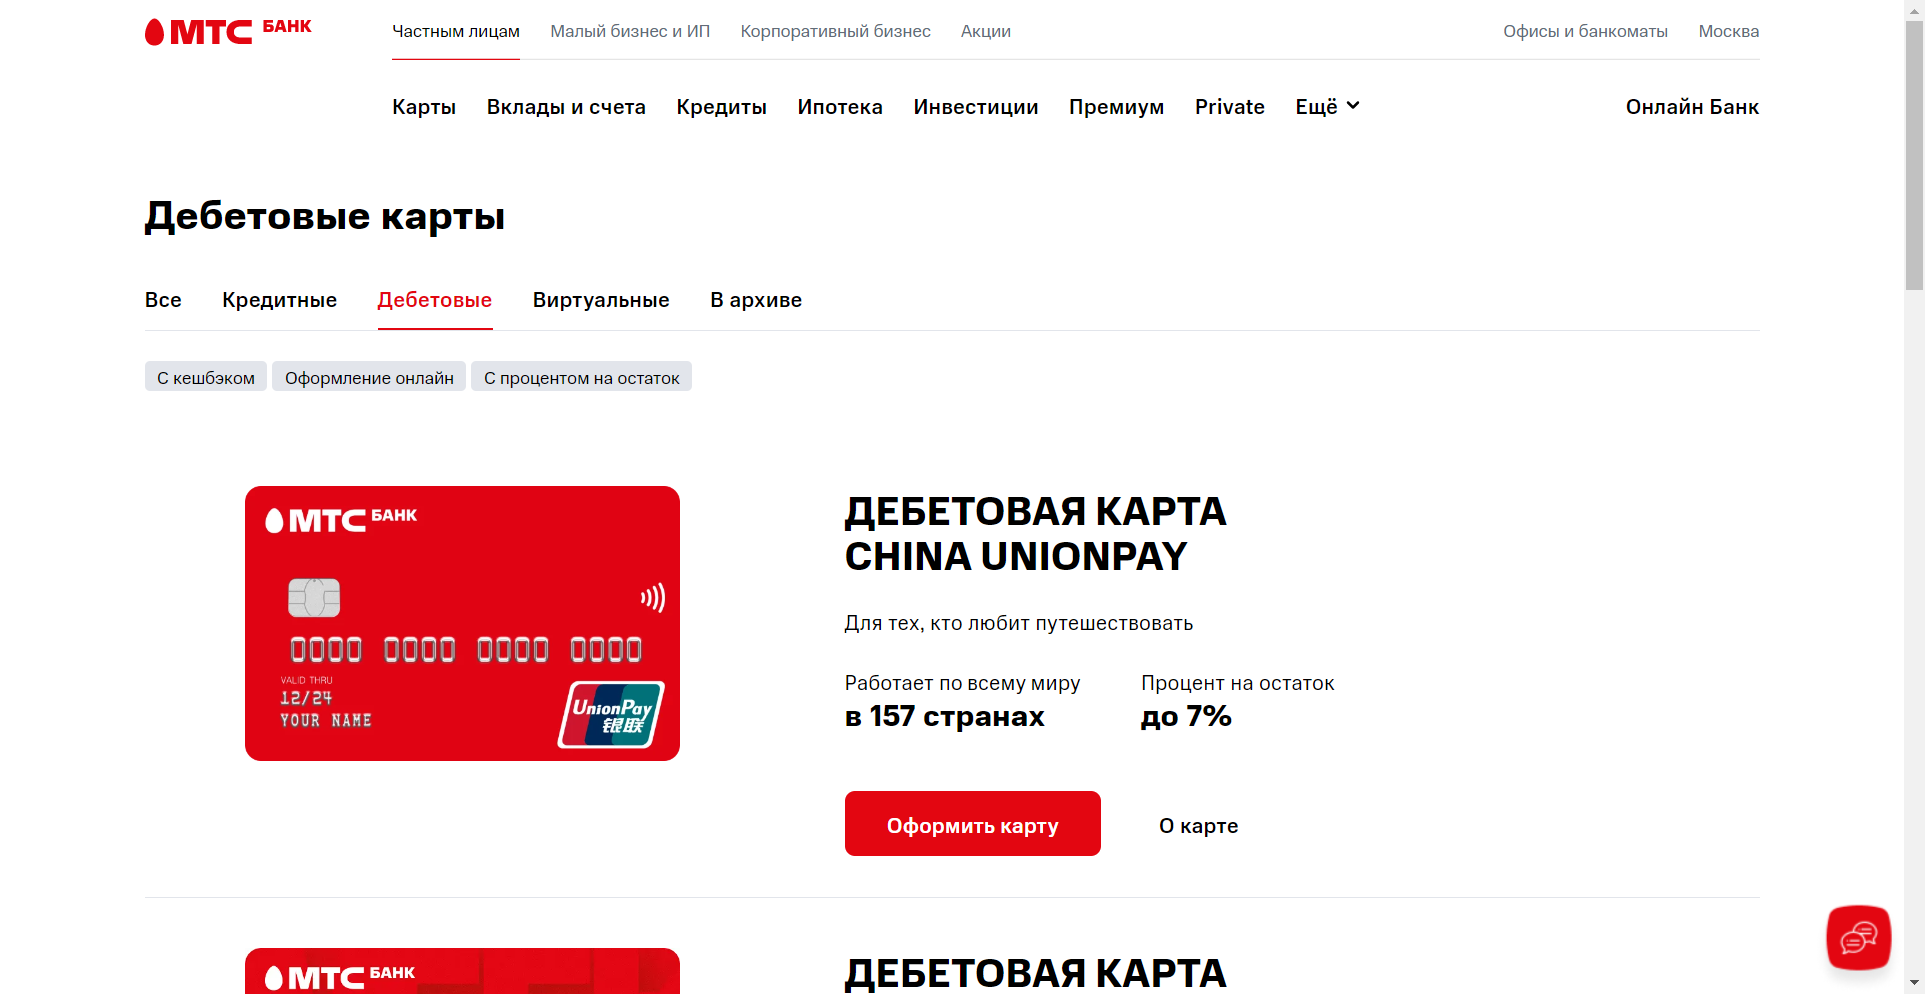 МТС БАНК
Частным лицам Малый бизнес и ИП Корпоративный бизнес Акции Офисы и банкоматы Москва
Карты Вклады и счета Кредиты Ипотека Инвестиции Премиум Private Ещё Онлайн Банк
Дебетовые карты
Все Кредитные Дебетовые Виртуальные В архиве
С кешбэком Оформление онлайн С процентом на остаток
МТС БАНК
0000 0000 0000 0000
VALID THRU
12/24
YOUR NAME
UnionPay
银联
ДЕБЕТОВАЯ КАРТА
CHINA UNIONPAY
Для тех, кто любит путешествовать
Работает по всему миру
в 157 странах
Процент на остаток
до 7%
Оформить карту О карте
МТС БАНК
ДЕБЕТОВАЯ КАРТА